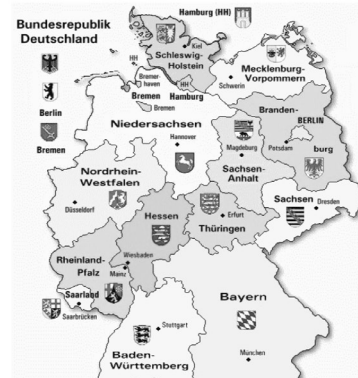 Bundesrepublik
Deutschland
Hamburg (HH)
Kiel
Schleswig-
Holstein
Mecklenburg-
Vorpommern
Schwerin
HH
Bremer-
haven
Bremen
Hamburg
HH
Bremen
Berlin
Bremen
Niedersachsen
Hannover
Branden-
BERLIN
Potsdam
burg
Magdeburg
Sachsen-
Anhalt
Nordrhein-
Westfalen
Düsseldorf
Hessen
Erfurt
Thüringen
Sachsen
Dresden
Wiesbaden
Rheinland-
Pfalz
Mainz
Saarland
Saarbrücken
Bayern
München
Stuttgart
Baden-
Württemberg